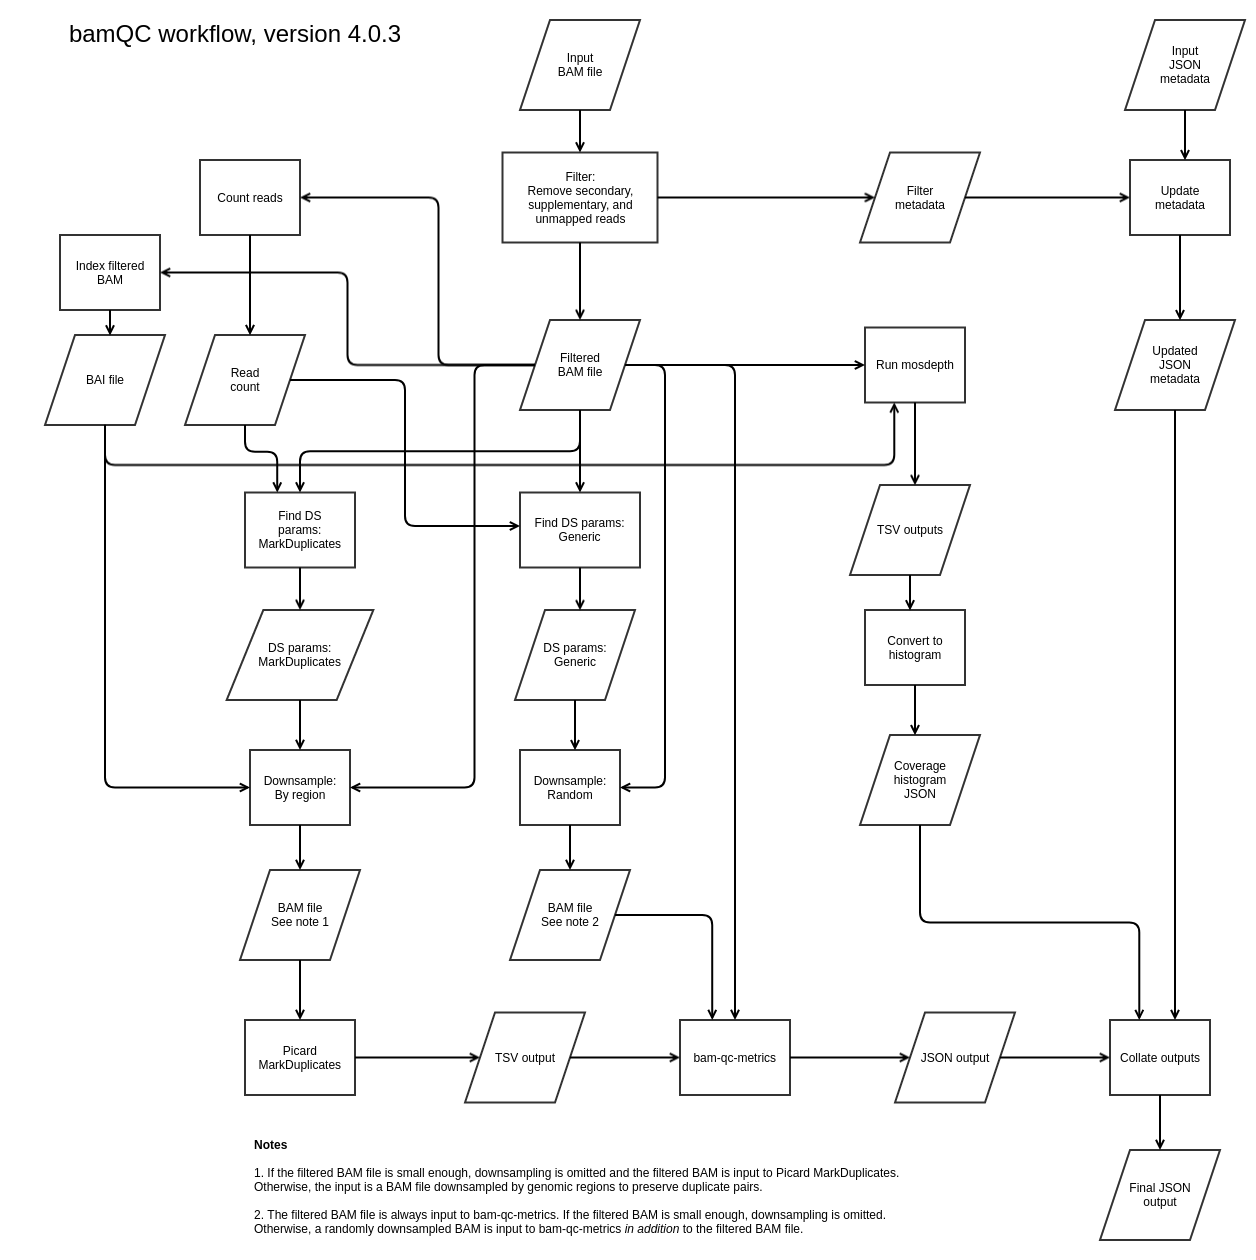 bamQC workflow, version 4.0.3
Input
BAM file
Input
JSON
metadata
Count reads
Filter:
Remove secondary,
supplementary, and
unmapped reads
Filter
metadata
Update
metadata
Index filtered
BAM
BAI file
Read
count
Filtered
BAM file
Run mosdepth
Updated
JSON
metadata
Find DS
params:
MarkDuplicates
Find DS params:
Generic
TSV outputs
DS params:
MarkDuplicates
DS params:
Generic
Convert to
histogram
Downsample:
By region
Downsample:
Random
Coverage
histogram
JSON
BAM file
See note 1
BAM file
See note 2
Picard
MarkDuplicates
TSV output
bam-qc-metrics
JSON output
Collate outputs
Final JSON
output
Notes
1. If the filtered BAM file is small enough, downsampling is omitted and the filtered BAM is input to Picard MarkDuplicates.
Otherwise, the input is a BAM file downsampled by genomic regions to preserve duplicate pairs.
2. The filtered BAM file is always input to bam-qc-metrics. If the filtered BAM is small enough, downsampling is omitted.
Otherwise, a randomly downsampled BAM is input to bam-qc-metrics in addition to the filtered BAM file.